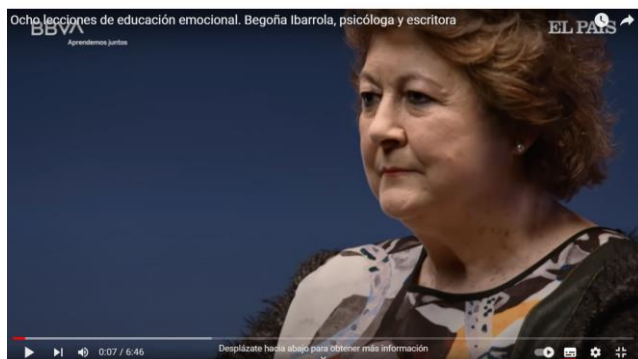 Ocho lecciones de educación emocional. Begoña Ibarrola, psicóloga y escritora
BBVA
Aprendemos juntos
EL PAÍS
0:07 / 6:46
Desplázate hacia abajo para obtener más información